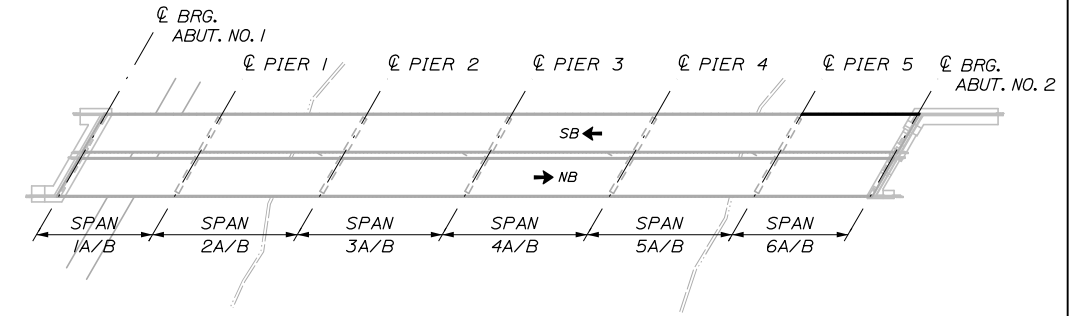 ℄ BRG.
ABUT. NO. 1
℄ PIER 1
℄ PIER 2
℄ PIER 3
℄ PIER 4
℄ PIER 5
℄ BRG.
ABUT. NO. 2
SB
NB
SPAN
1A/B
SPAN
2A/B
SPAN
3A/B
SPAN
4A/B
SPAN
5A/B
SPAN
6A/B